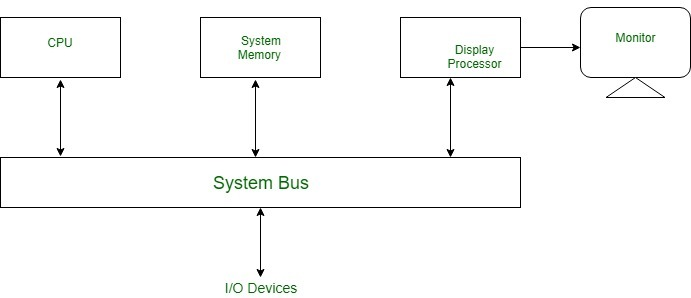 CPU
System
Memory
Display
Processor
Monitor
System Bus
I/O Devices